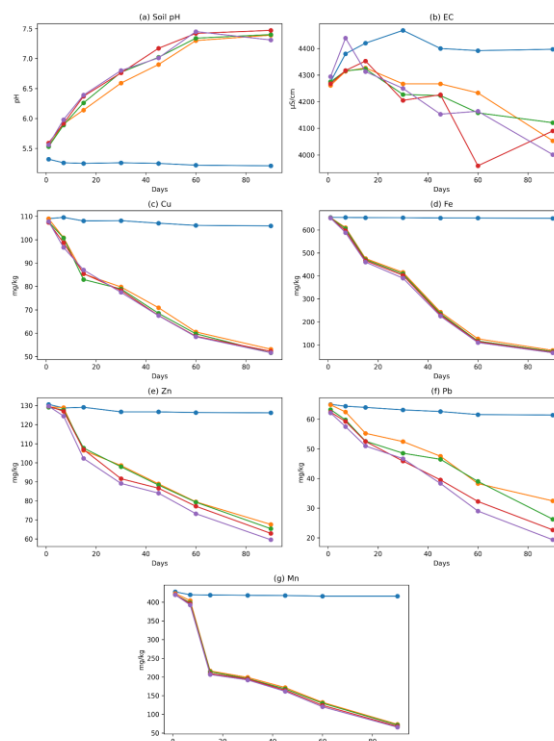 (a) Soil pH
7.5
7.0
6.5
6.0
5.5
pH
0 20 40 60 80
Days
(b) EC
4400
4300
4200
4100
4000
µS/cm
0 20 40 60 80
Days
(c) Cu
110
100
90
80
70
60
50
mg/kg
0 20 40 60 80
Days
(d) Fe
600
500
400
300
200
100
mg/kg
0 20 40 60 80
Days
(e) Zn
130
120
110
100
90
80
70
60
mg/kg
0 20 40 60 80
Days
(f) Pb
60
50
40
30
20
mg/kg
0 20 40 60 80
Days
(g) Mn
400
350
300
250
200
150
100
50
mg/kg
0 20 40 60 80
Days